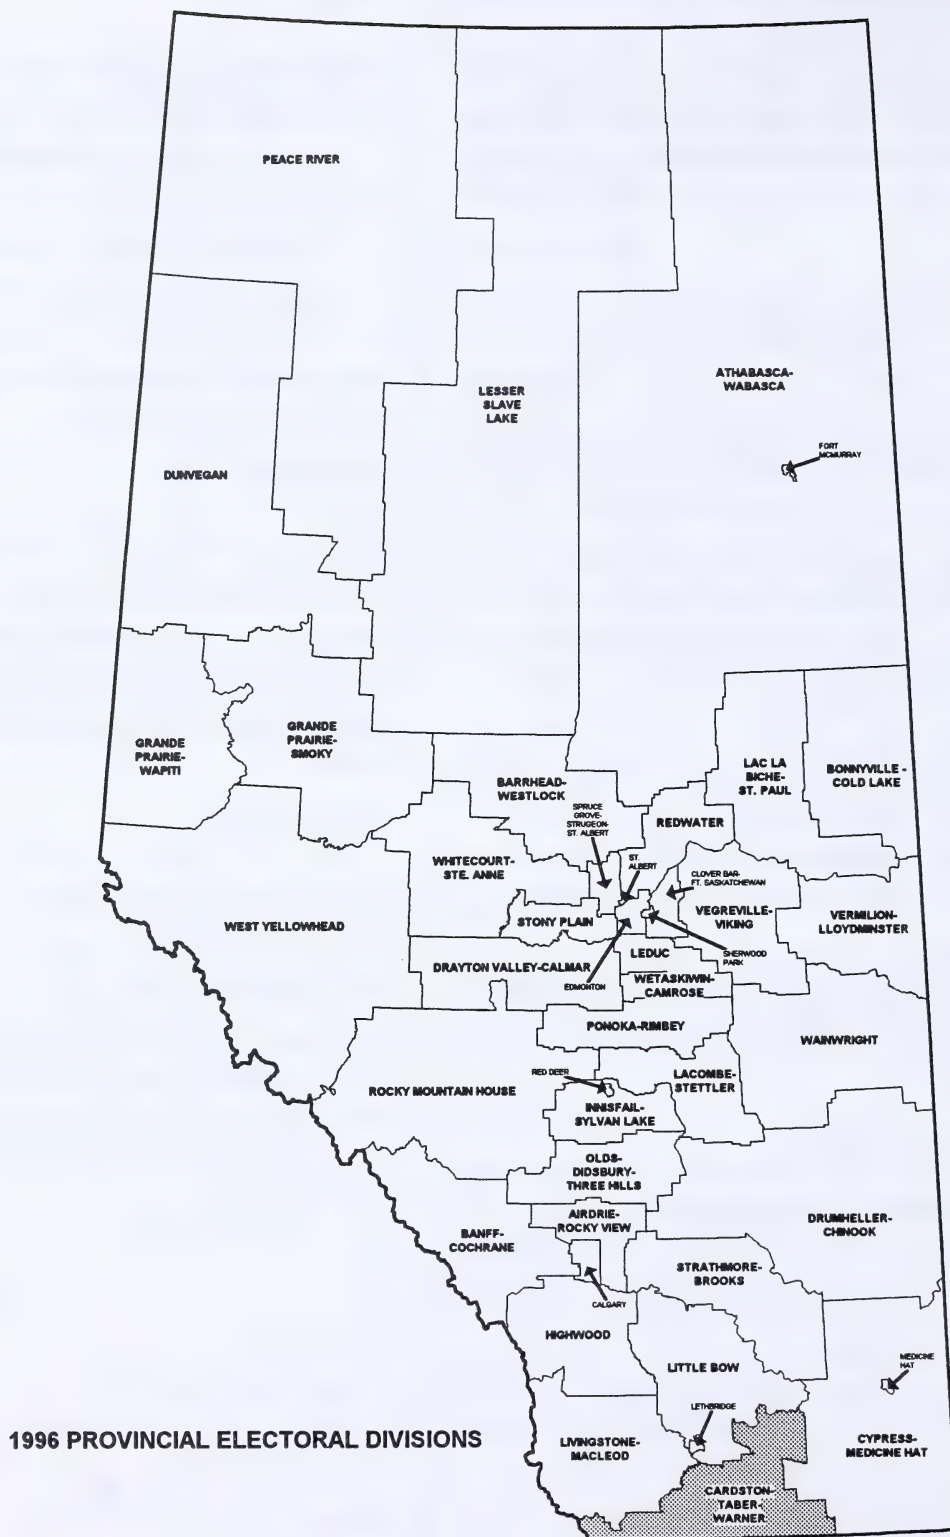 PEACE RIVER
ATHABASCA-
WABASCA
LESSER
SLAVE
LAKE
FORT
MCMURRAY
DUNVEGAN
GRANDE
PRAIRIE-
SMOKY
GRANDE
PRAIRIE-
WAPITI
LAC LA
BICHE-
ST. PAUL
BONNYVILLE -
COLD LAKE
BARRHEAD-
WESTLOCK
SPRUCE
GROVE-
STRUGEON-
ST. ALBERT
REDWATER
ST.
ALBERT
WHITECOURT-
STE. ANNE
CLOVER BAR-
FT. SASKATCHEWAN
VEGREVILLE-
VIKING
VERMILION-
LLOYDMINSTER
STONY PLAIN
WEST YELLOWHEAD
LEDUC
SHERWOOD
PARK
DRAYTON VALLEY-CALMAR
EDMONTON
WETASKIWIN-
CAMROSE
PONOKA-RIMBEY
WAINWRIGHT
RED DEER
LACOMBE-
STETTLER
ROCKY MOUNTAIN HOUSE
INNISFAIL-
SYLVAN LAKE
OLDS-
DIDSBURY-
THREE HILLS
AIRDRIE-
ROCKY VIEW
DRUMHELLER-
CHINOOK
BANFF-
COCHRANE
STRATHMORE-
BROOKS
CALGARY
HIGHWOOD
MEDICINE
HAT
LITTLE BOW
LETHBRIDGE
1996 PROVINCIAL ELECTORAL DIVISIONS
LIVINGSTONE-
MACLEOD
CYPRESS-
MEDICINE HAT
CARDSTON-
TABER-
WARNER